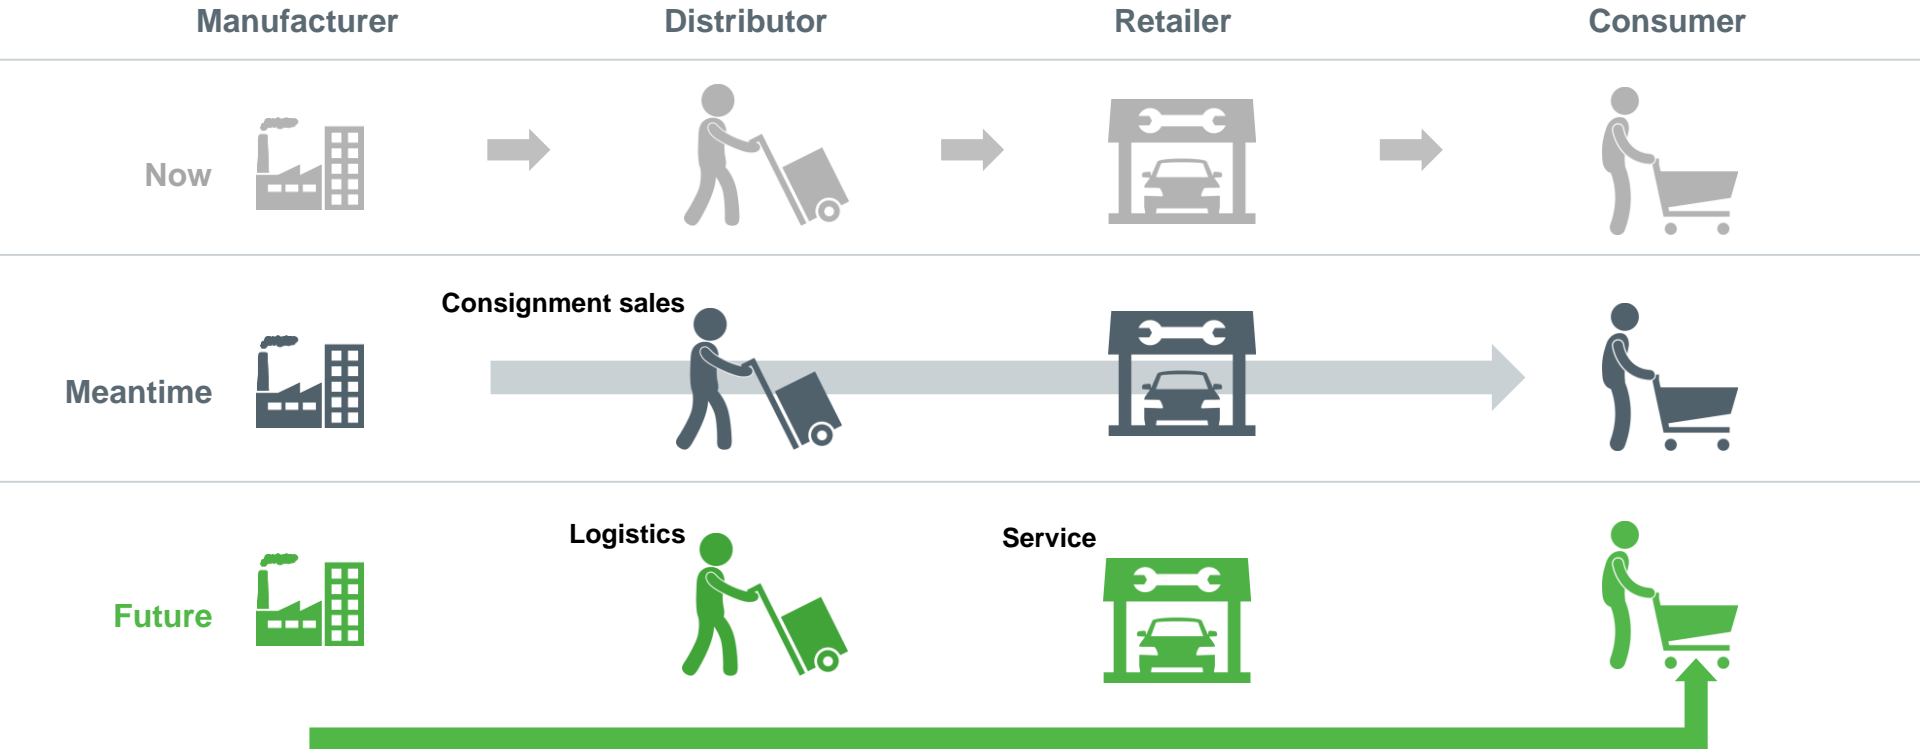 Manufacturer
Distributor
Retailer
Consumer
Now
Consignment sales
Meantime
Logistics
Service
Future